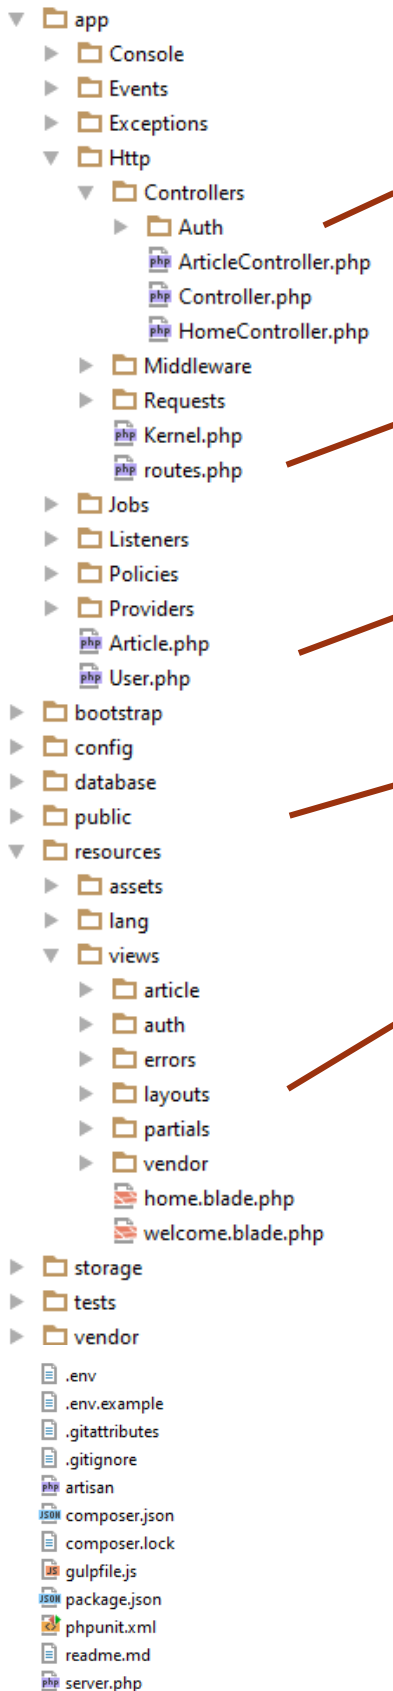 app
Console
Events
Exceptions
Http
Controllers
Auth
ArticleController.php
Controller.php
HomeController.php
Middleware
Requests
Kernel.php
routes.php
Jobs
Listeners
Policies
Providers
Article.php
User.php
bootstrap
config
database
public
resources
assets
lang
views
article
auth
errors
layouts
partials
vendor
home.blade.php
welcome.blade.php
storage
tests
vendor
.env
.env.example
.gitattributes
.gitignore
artisan
composer.json
composer.lock
gulpfile.js
package.json
phpunit.xml
readme.md
server.php